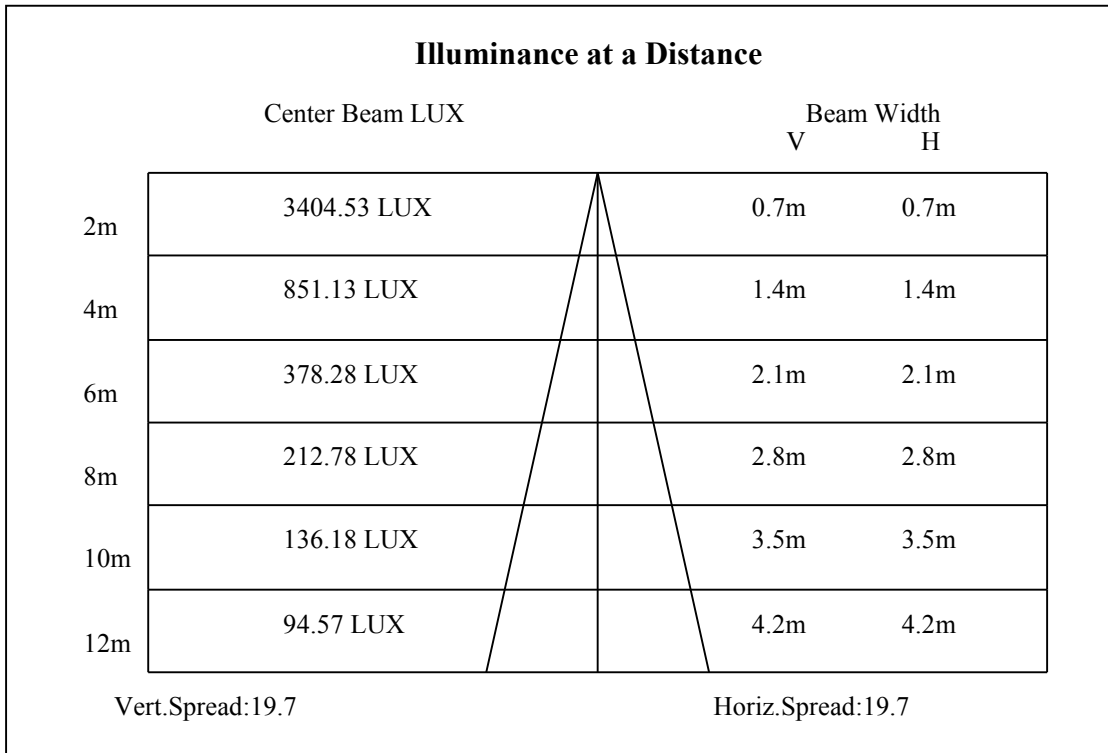 Illuminance at a Distance
Center Beam LUX Beam Width
V H
2m 3404.53 LUX 0.7m 0.7m
4m 851.13 LUX 1.4m 1.4m
6m 378.28 LUX 2.1m 2.1m
8m 212.78 LUX 2.8m 2.8m
10m 136.18 LUX 3.5m 3.5m
12m 94.57 LUX 4.2m 4.2m
Vert.Spread:19.7 Horiz.Spread:19.7